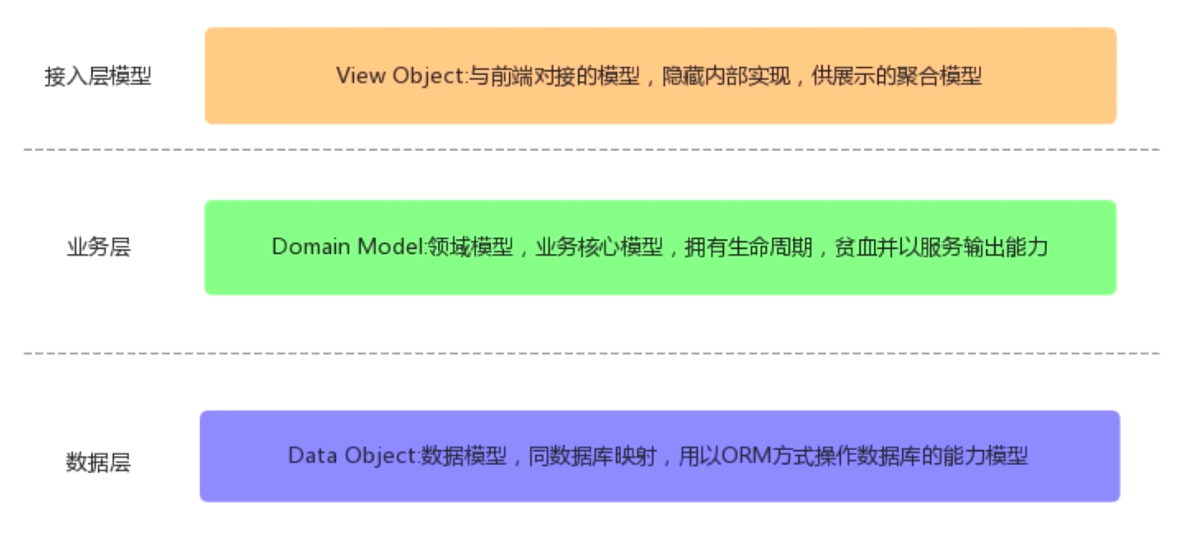 接入层模型
View Object:与前端对接的模型，隐藏内部实现，供展示的聚合模型
业务层
Domain Model:领域模型，业务核心模型，拥有生命周期，贫血并以服务输出能力
数据层
Data Object:数据模型，同数据库映射，用以ORM方式操作数据库的能力模型